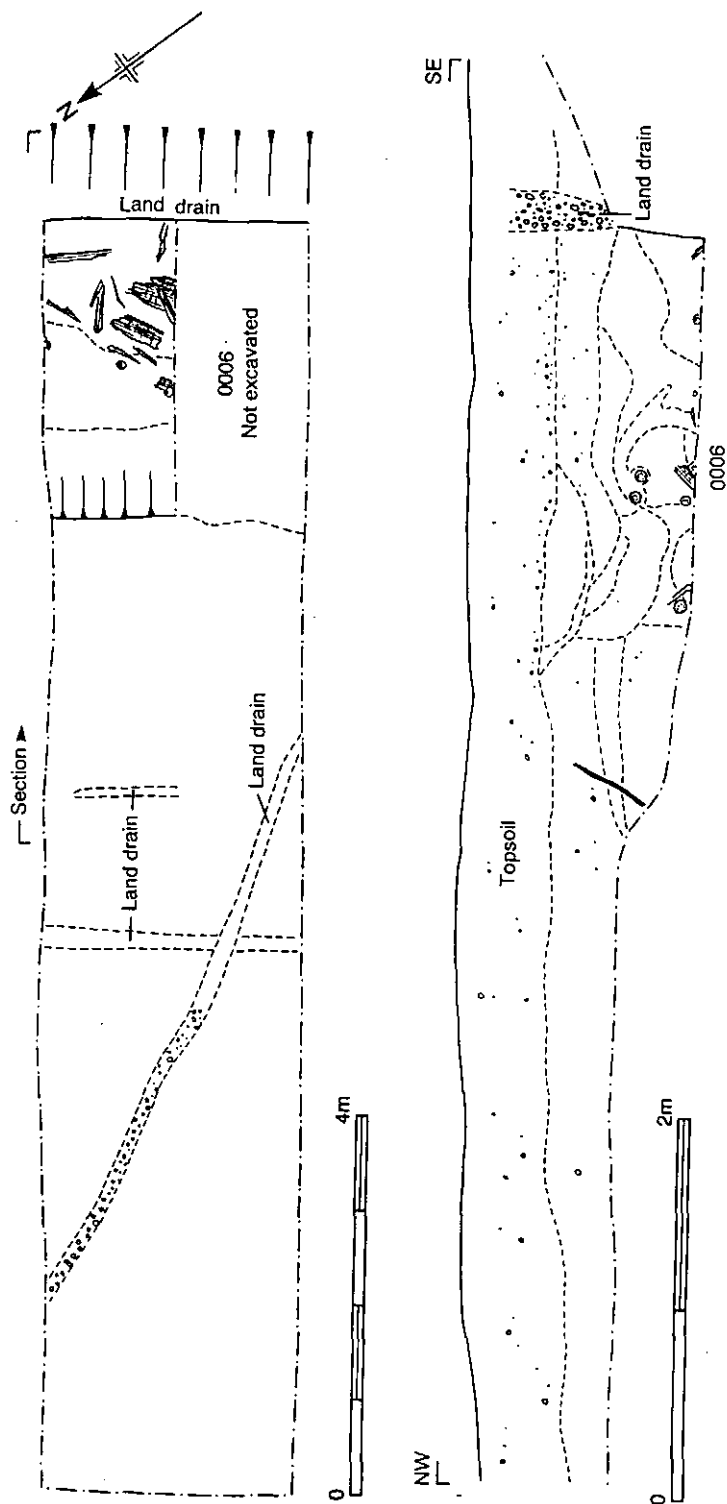 N
Land drain
0006
Not excavated
Section
Land drain
Land drain
0
4m
NW
SE
Land drain
Topsoil
0006
0
2m